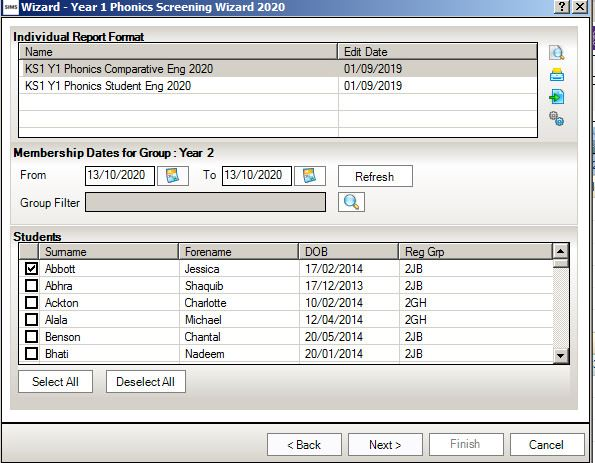 SIMS Wizard - Year 1 Phonics Screening Wizard 2020 ? X
Individual Report Format
Name Edit Date
KS1 Y1 Phonics Comparative Eng 2020 01/09/2019
KS1 Y1 Phonics Student Eng 2020 01/09/2019
Membership Dates for Group : Year 2
From 13/10/2020 To 13/10/2020 Refresh
Group Filter
Students
Surname Forename DOB Reg Grp
Abbott Jessica 17/02/2014 2JB
Abhra Shaquib 17/12/2013 2JB
Ackton Charlotte 10/02/2014 2GH
Alala Michael 12/04/2014 2GH
Benson Chantal 20/05/2014 2JB
Bhati Nadeem 20/01/2014 2JB
Select All Deselect All
< Back Next > Finish Cancel